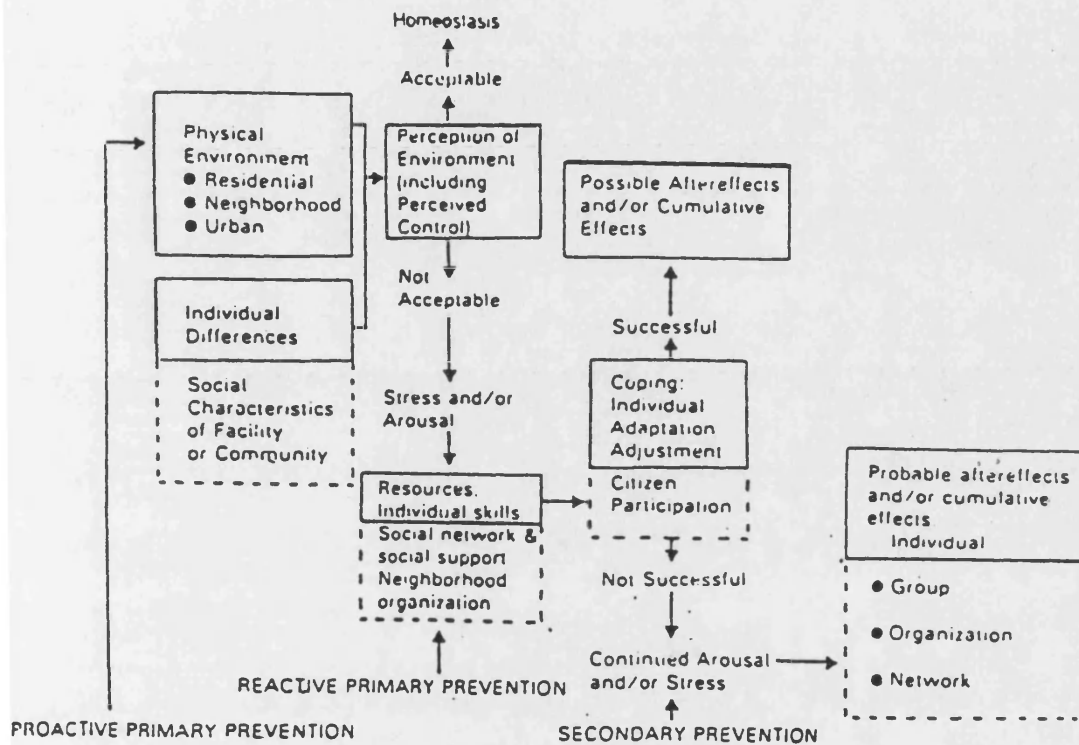 Homeostasis
Acceptable
Physical
Environment
● Residential
● Neighborhood
● Urban
Perception of
Environment
(including
Perceived
Control)
Individual
Differences
Social
Characteristics
of Facility
or Community
Not
Acceptable
Stress and/or
Arousal
Resources.
Individual skills
Social network &
social support
Neighborhood
organization
Possible Aftereffects
and/or Cumulative
Effects
Successful
Coping:
Individual
Adaptation
Adjustment
Citizen
Participation
Not Successful
Continued Arousal
and/or Stress
Probable aftereffects
and/or cumulative
effects
Individual
● Group
● Organization
● Network
REACTIVE PRIMARY PREVENTION
PROACTIVE PRIMARY PREVENTION
SECONDARY PREVENTION